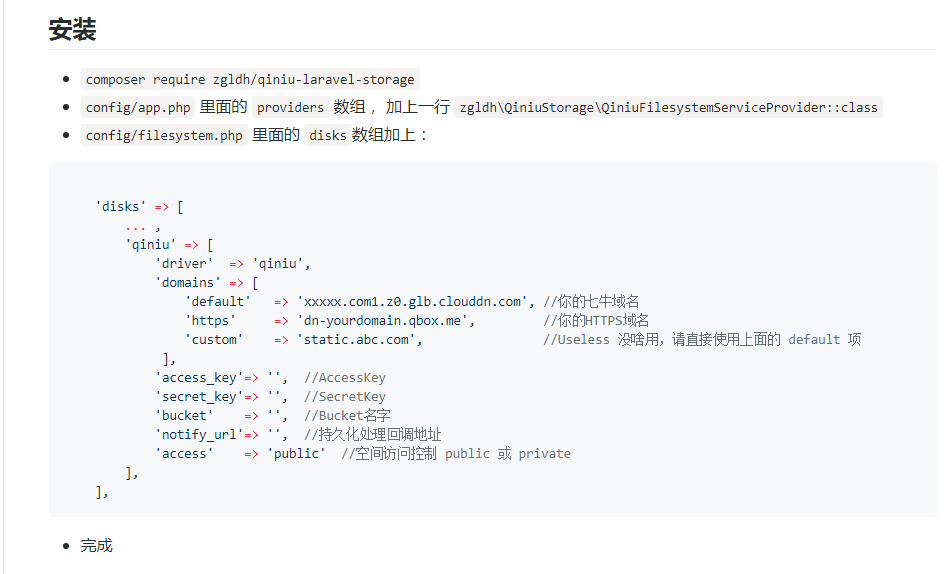 安装
composer require zgldh/qiniu-laravel-storage
config/app.php 里面的 providers 数组， 加上一行 zgldh\QiniuStorage\QiniuFilesystemServiceProvider::class
config/filesystem.php 里面的 disks 数组加上：
'disks' => [
... ,
'qiniu' => [
'driver'  => 'qiniu',
'domains' => [
'default'   => 'xxxxx.com1.z0.glb.clouddn.com', //你的七牛域名
'https'     => 'dn-yourdomain.qbox.me',         //你的HTTPS域名
'custom'    => 'static.abc.com',                //Useless 没啥用，请直接使用上面的 default 项
],
'access_key'=> '',  //AccessKey
'secret_key'=> '',  //SecretKey
'bucket'    => '',  //Bucket名字
'notify_url'=> '',  //持久化处理回调地址
'access'    => 'public'  //空间访问控制 public 或 private
],
],
完成